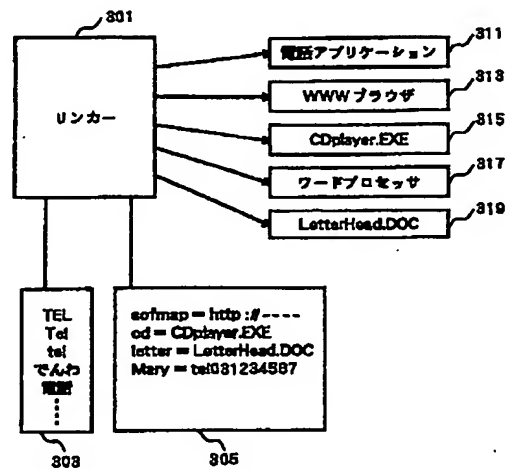 301
リンカー
電話アプリケーション
311
WWWブラウザ
313
CDplayer.EXE
315
ワードプロセッサ
317
LetterHead.DOC
319
TEL
Tel
tel
でんわ
電話
303
sofmap = http://----
cd = CDplayer.EXE
letter = LetterHead.DOC
Mary = tel031234567
305